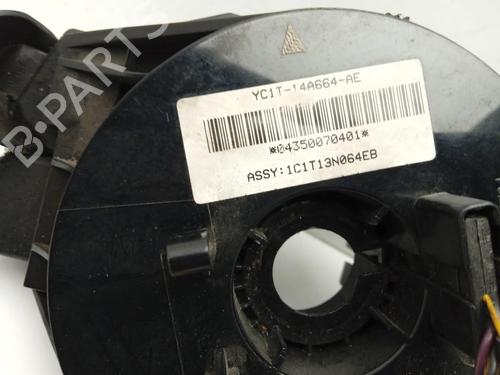 B-PARTS
YC1T-14A664-AE
*04350070401*
ASSY:1C1T13N064EB